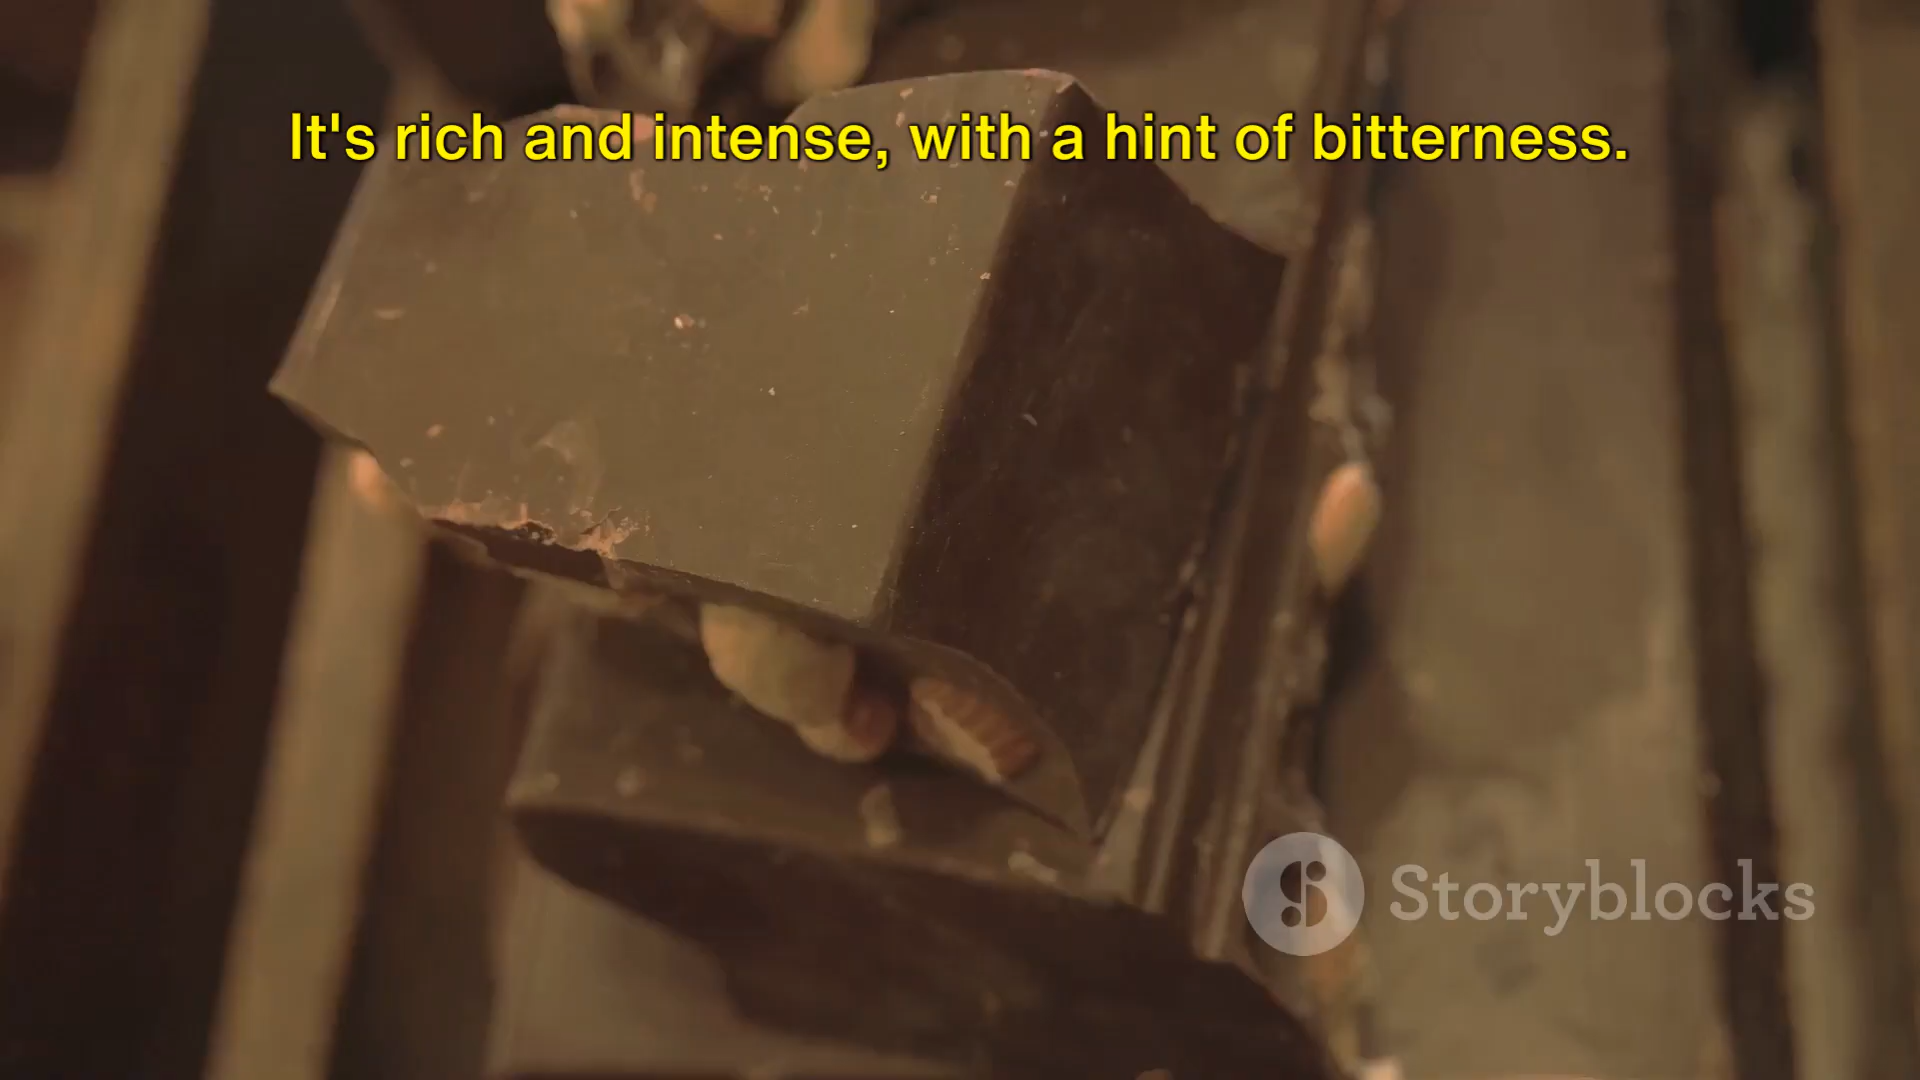 It's rich and intense, with a hint of bitterness.
Storyblocks